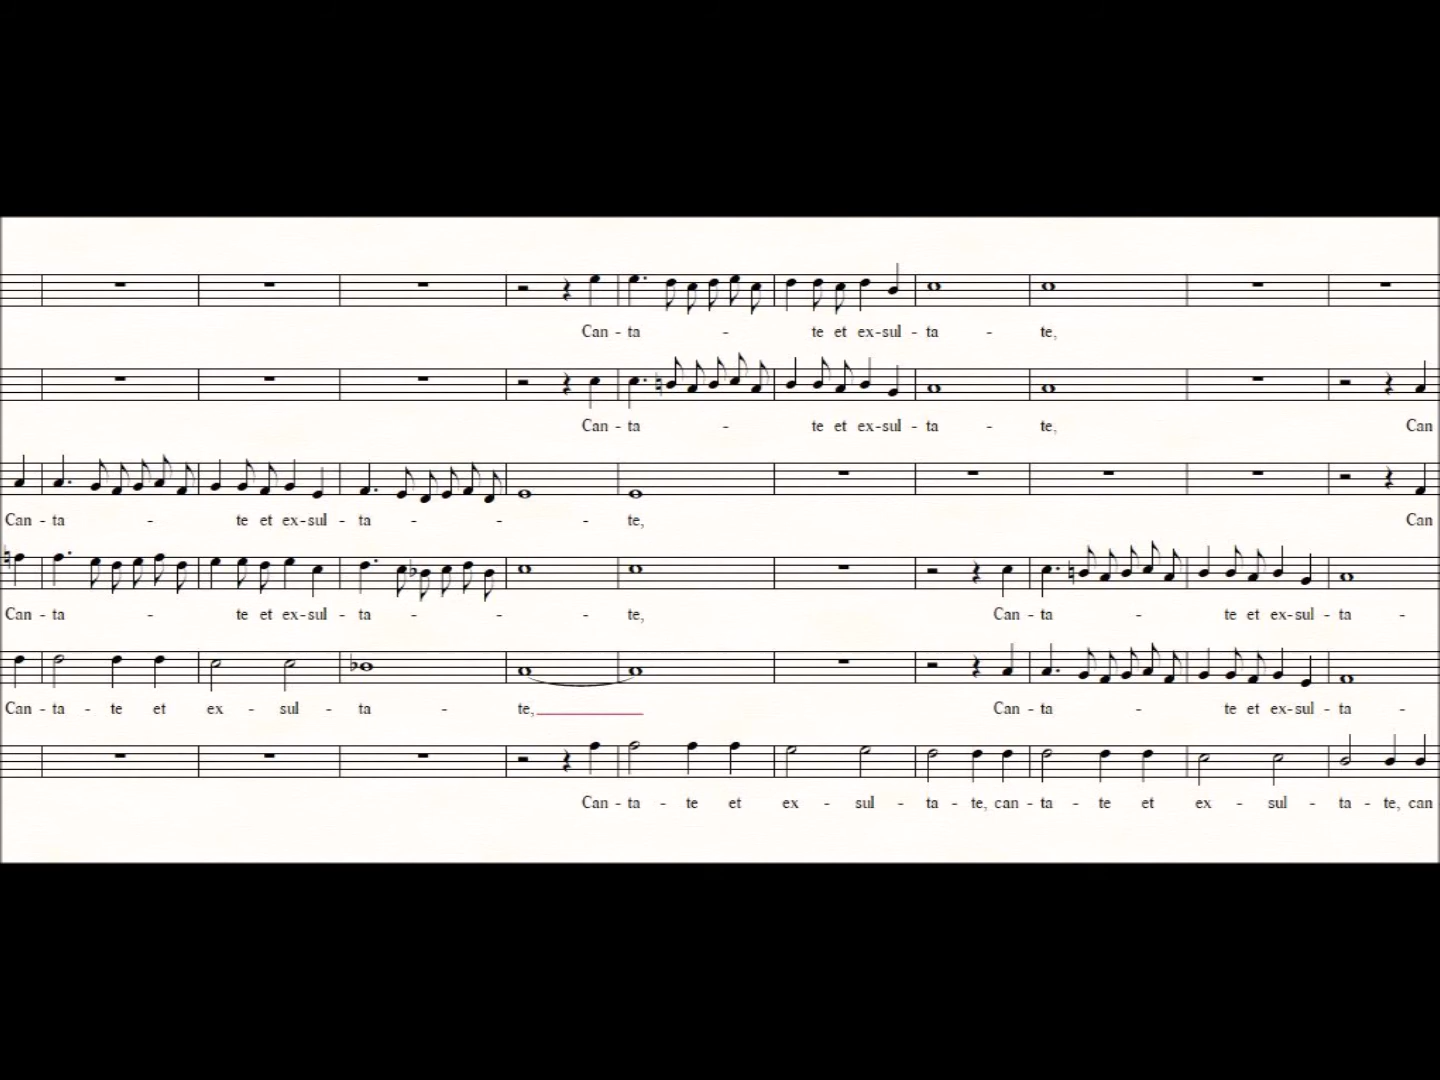 Can - ta - te et ex-sul - ta - te,
Can - ta - te et ex-sul - ta - te, Can
Can - ta - te et ex-sul - ta - - - te, Can
Can - ta - te et ex-sul - ta - - - te, Can - ta - te et ex-sul - ta -
Can - ta - te et ex - sul - ta - te, Can - ta - te et ex-sul - ta -
Can - ta - te et ex - sul - ta - te, can - ta - te et ex - sul - ta - te, can